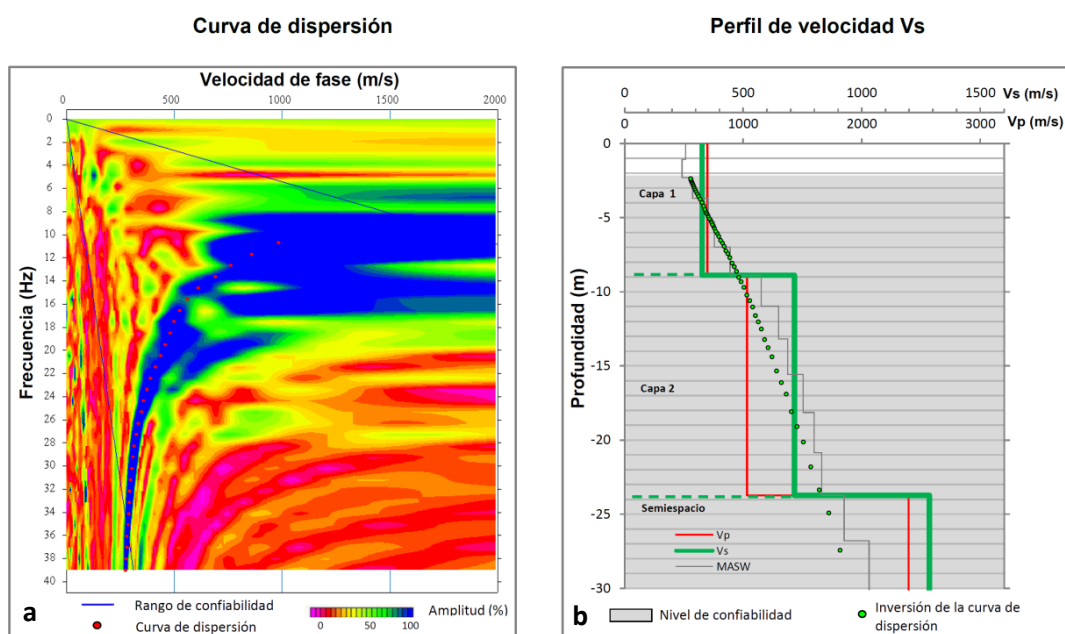 Curva de dispersión
Velocidad de fase (m/s)
0 500 1000 1500 2000
Frecuencia (Hz)
0
2
4
6
8
10
12
14
16
18
20
22
24
26
28
30
32
34
36
38
40
a
Rango de confiabilidad
Curva de dispersión
0 50 100
Amplitud (%)
Perfil de velocidad Vs
0 500 1000 1500 Vs (m/s)
Vp (m/s)
0 1000 2000 3000
Profundidad (m)
0
-5
-10
-15
-20
-25
-30
Capa 1
Capa 2
Semiespacio
Vp
Vs
MASW
b
Nivel de confiabilidad
Inversión de la curva de
dispersión